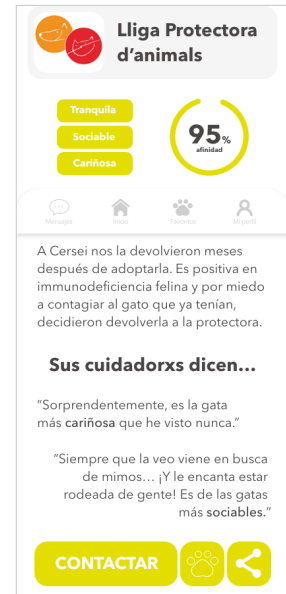 Lliga Protectora
d’animals
Tranquila
Sociable
Cariñosa
95%
afinidad
Mensajes
Inicio
Favoritos
Mi perfil
A Cersei nos la devolvieron meses
después de adoptarla. Es positiva en
immunodeficiencia felina y por miedo
a contagiar al gato que ya tenían,
decidieron devolverla a la protectora.
Sus cuidadorxs dicen...
“Sorprendentemente, es la gata
más cariñosa que he visto nunca.”
“Siempre que la veo viene en busca
de mimos... ¡Y le encanta estar
rodeada de gente! Es de las gatas
más sociables.”
CONTACTAR